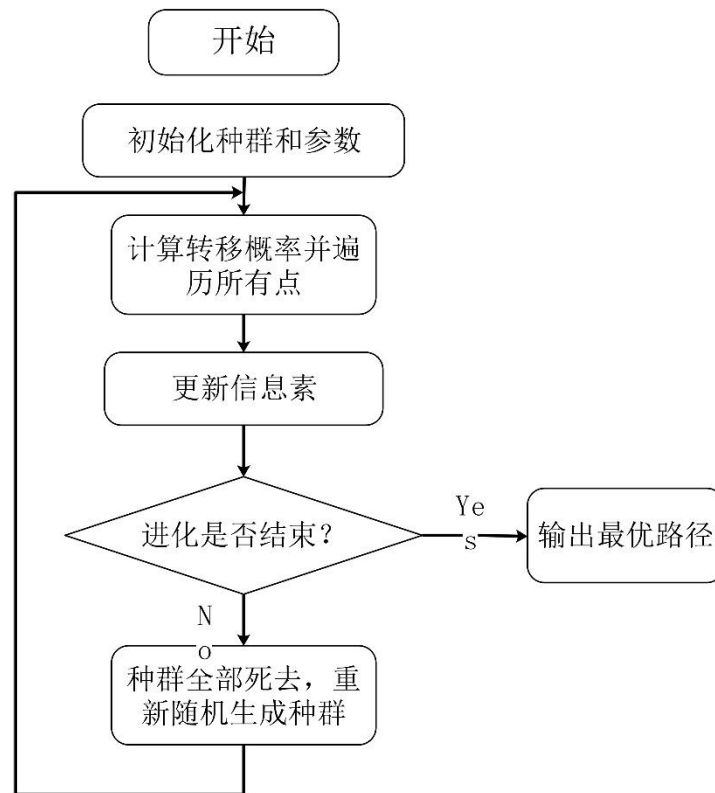 开始
初始化种群和参数
计算转移概率并遍
历所有点
更新信息素
进化是否结束？
Ye
s
输出最优路径
N
o
种群全部死去，重
新随机生成种群